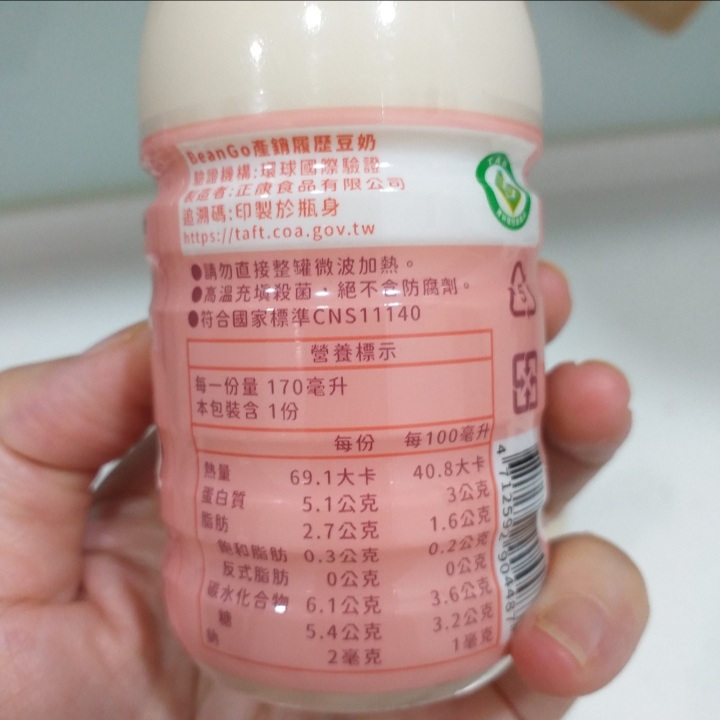 BeanGo產銷履歷豆奶
驗證機構:環球國際驗證
製造者:正康食品有限公司
追溯碼:印製於瓶身
https://taft.coa.gov.tw
●請勿直接整罐微波加熱。
●高溫充填殺菌,絕不含防腐劑。
●符合國家標準CNS11140
營養標示
每一份量 170毫升
本包裝含 1份
每份 每100毫升
熱量 69.1大卡 40.8大卡
蛋白質 5.1公克 3公克
脂肪 2.7公克 1.6公克
飽和脂肪 0.3公克 0.2公克
反式脂肪 0公克 0公克
碳水化合物 6.1公克 3.6公克
糖 5.4公克 3.2公克
鈉 2毫克 1毫克
4 712592 904487